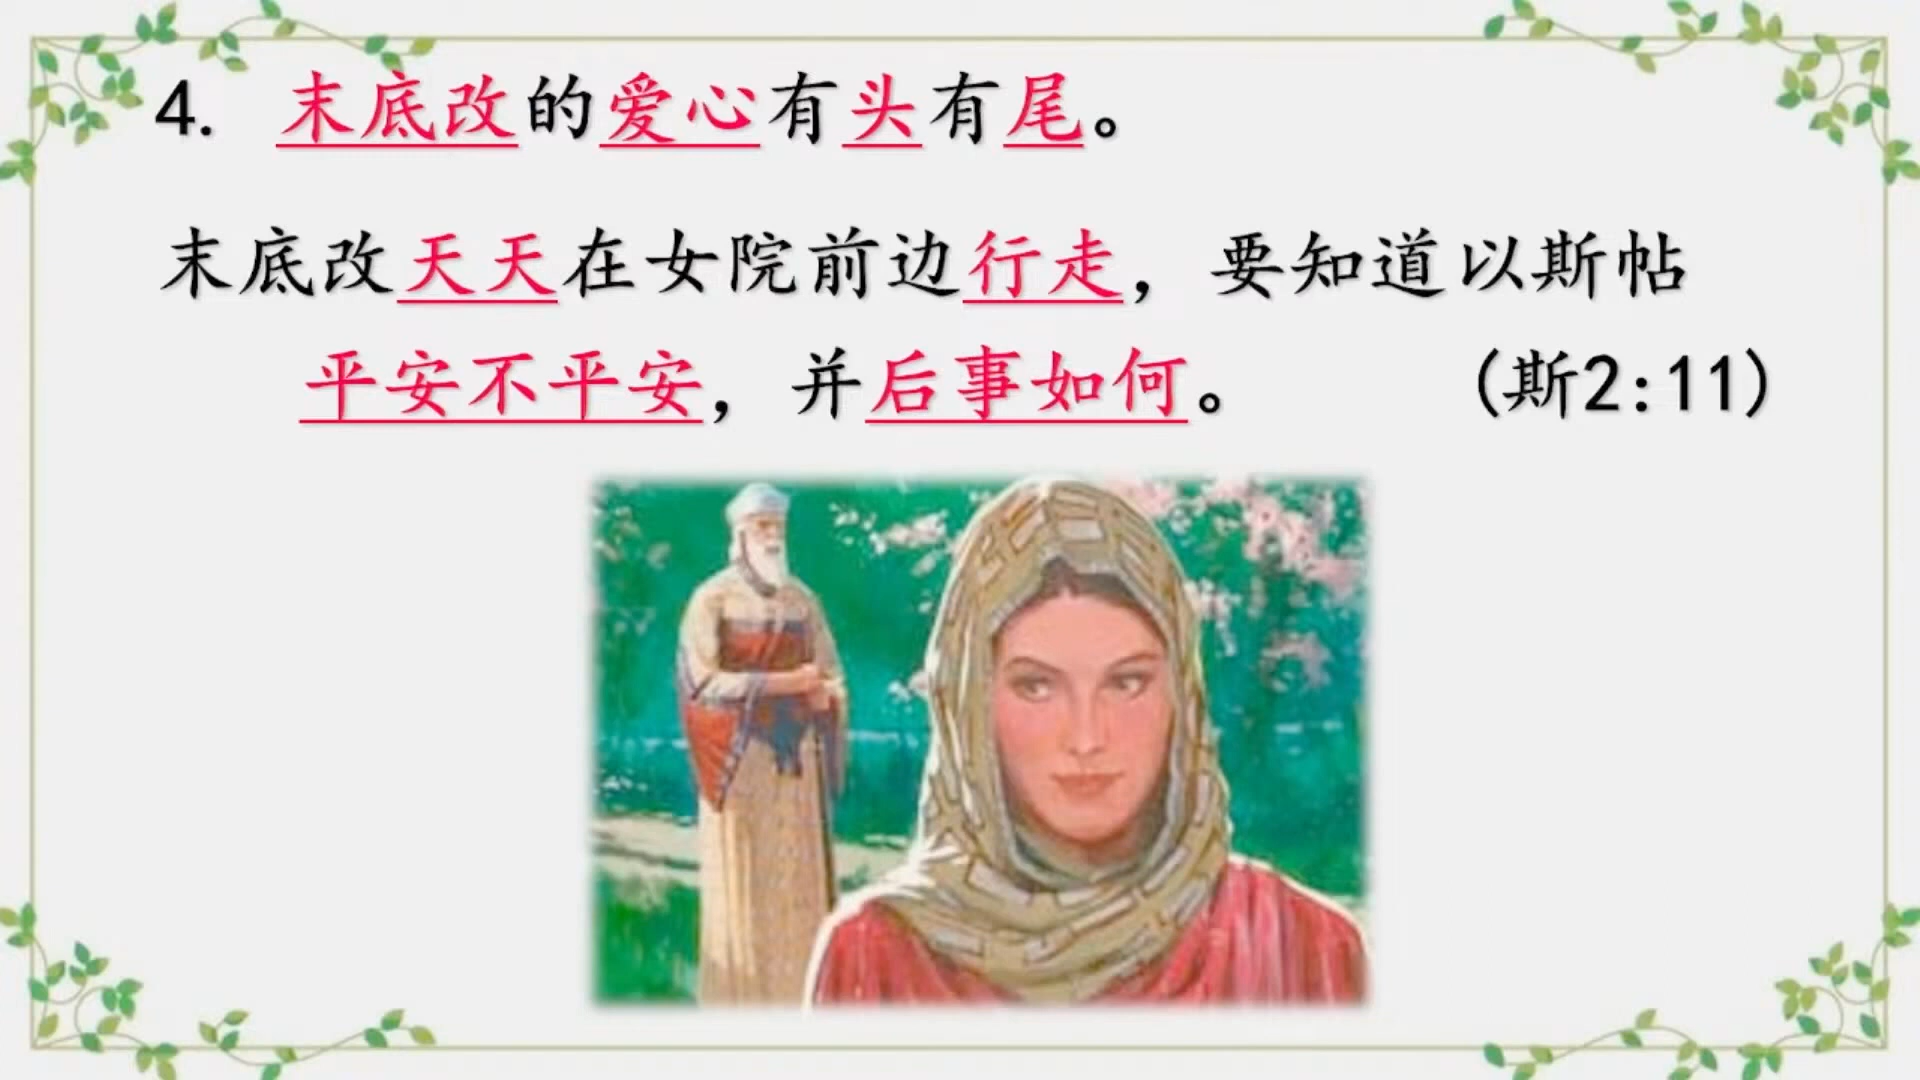 4. 末底改的爱心有头有尾。
末底改天天在女院前边行走，要知道以斯帖
平安不平安，并后事如何。 (斯2:11)